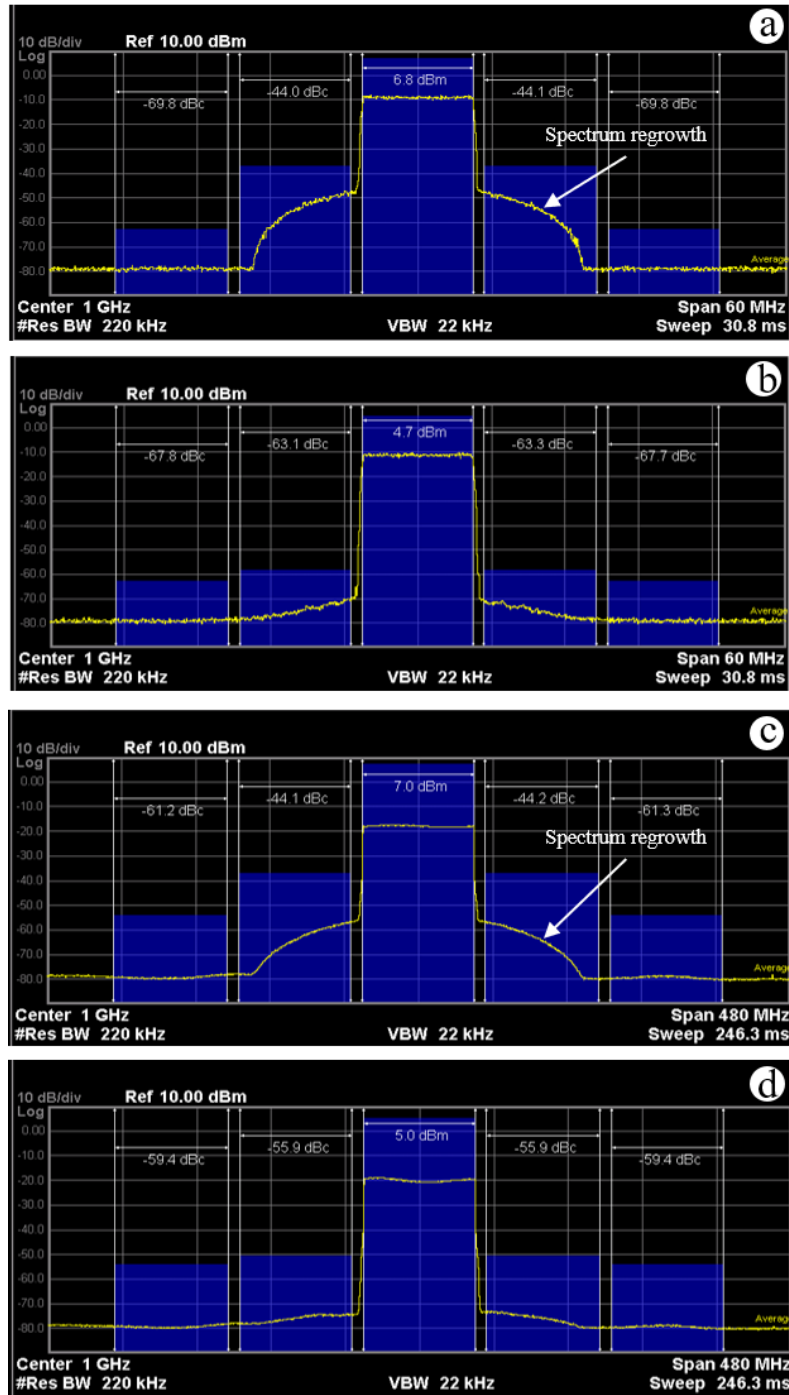 a
10 dB/div Ref 10.00 dBm
Log
0.00
-10.0
-20.0
-30.0
-40.0
-50.0
-60.0
-70.0
-80.0
-69.8 dBc
-44.0 dBc
6.8 dBm
-44.1 dBc
-69.8 dBc
Spectrum regrowth
Average
Center 1 GHz Span 60 MHz
#Res BW 220 kHz VBW 22 kHz Sweep 30.8 ms
b
10 dB/div Ref 10.00 dBm
Log
0.00
-10.0
-20.0
-30.0
-40.0
-50.0
-60.0
-70.0
-80.0
-67.8 dBc
-63.1 dBc
4.7 dBm
-63.3 dBc
-67.7 dBc
Average
Center 1 GHz Span 60 MHz
#Res BW 220 kHz VBW 22 kHz Sweep 30.8 ms
c
10 dB/div Ref 10.00 dBm
Log
0.00
-10.0
-20.0
-30.0
-40.0
-50.0
-60.0
-70.0
-80.0
-61.2 dBc
-44.1 dBc
7.0 dBm
-44.2 dBc
-61.3 dBc
Spectrum regrowth
Average
Center 1 GHz Span 480 MHz
#Res BW 220 kHz VBW 22 kHz Sweep 246.3 ms
d
10 dB/div Ref 10.00 dBm
Log
0.00
-10.0
-20.0
-30.0
-40.0
-50.0
-60.0
-70.0
-80.0
-59.4 dBc
-55.9 dBc
5.0 dBm
-55.9 dBc
-59.4 dBc
Average
Center 1 GHz Span 480 MHz
#Res BW 220 kHz VBW 22 kHz Sweep 246.3 ms